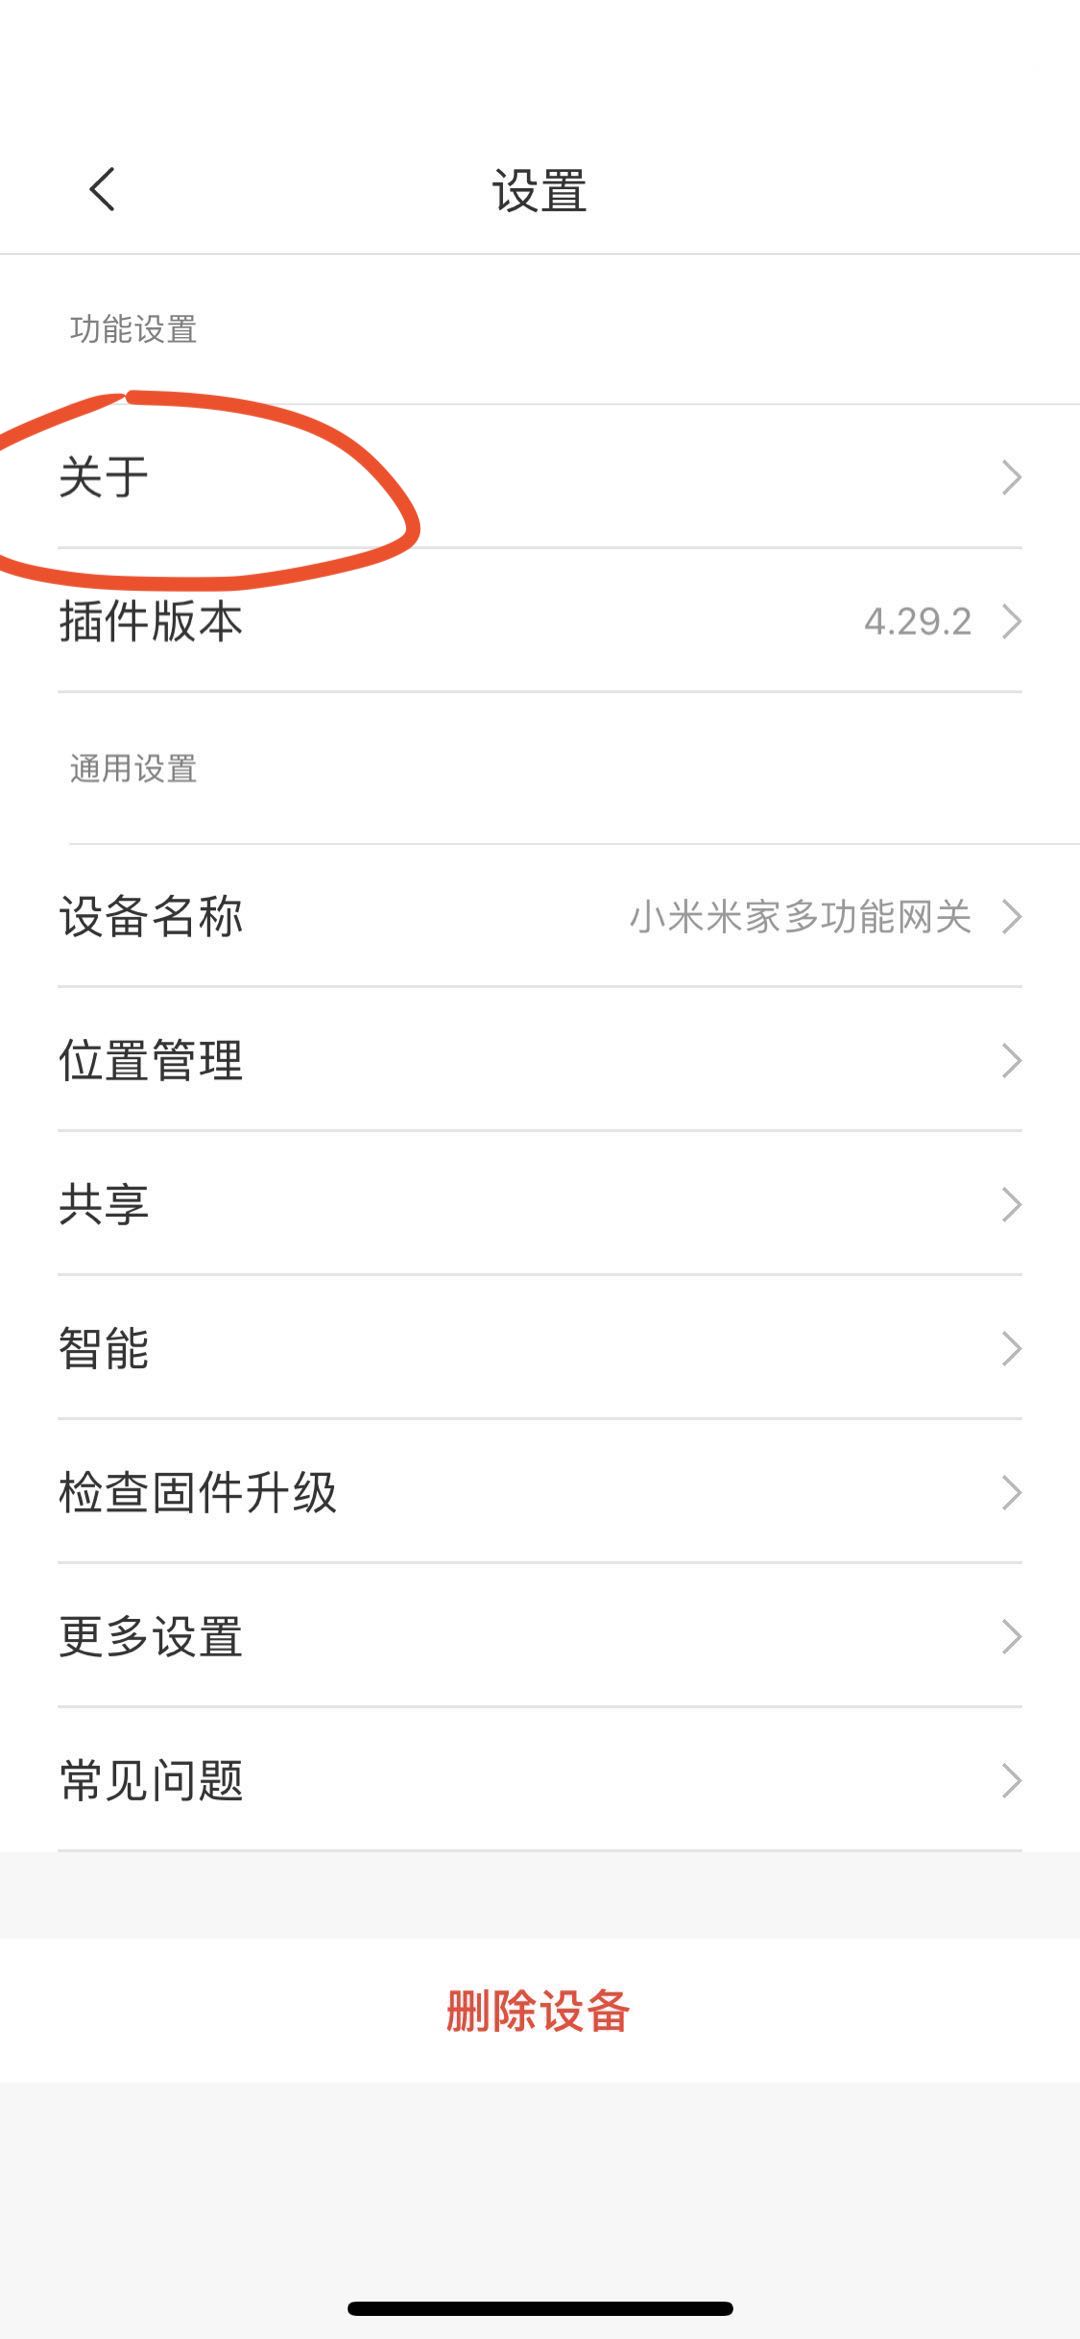 设置
功能设置
关于
插件版本 4.29.2
通用设置
设备名称 小米米家多功能网关
位置管理
共享
智能
检查固件升级
更多设置
常见问题
删除设备